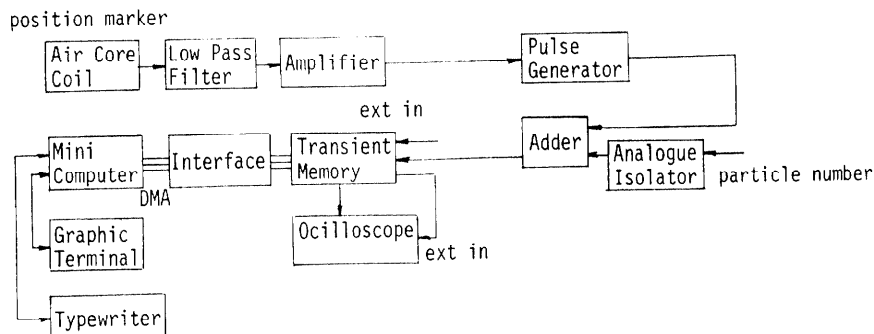 position marker
Air Core
Coil
Low Pass
Filter
Amplifier
Pulse
Generator
ext in
Mini
Computer
Interface
Transient
Memory
Adder
Analogue
Isolator
particle number
DMA
Graphic
Terminal
Ocilloscope
ext in
Typewriter